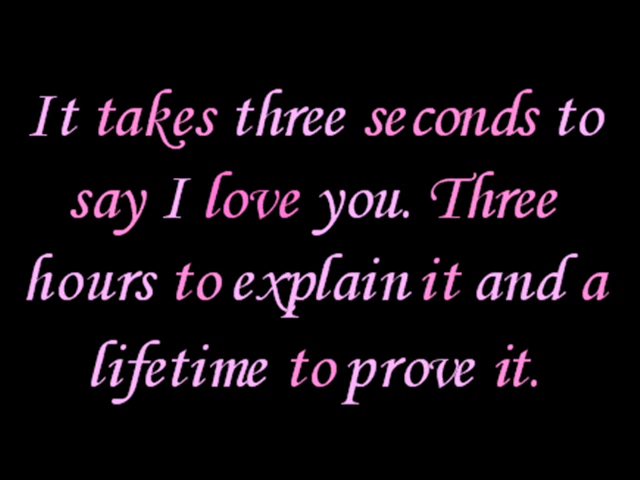 It takes three seconds to
say I love you. Three
hours to explain it and a
lifetime to prove it.